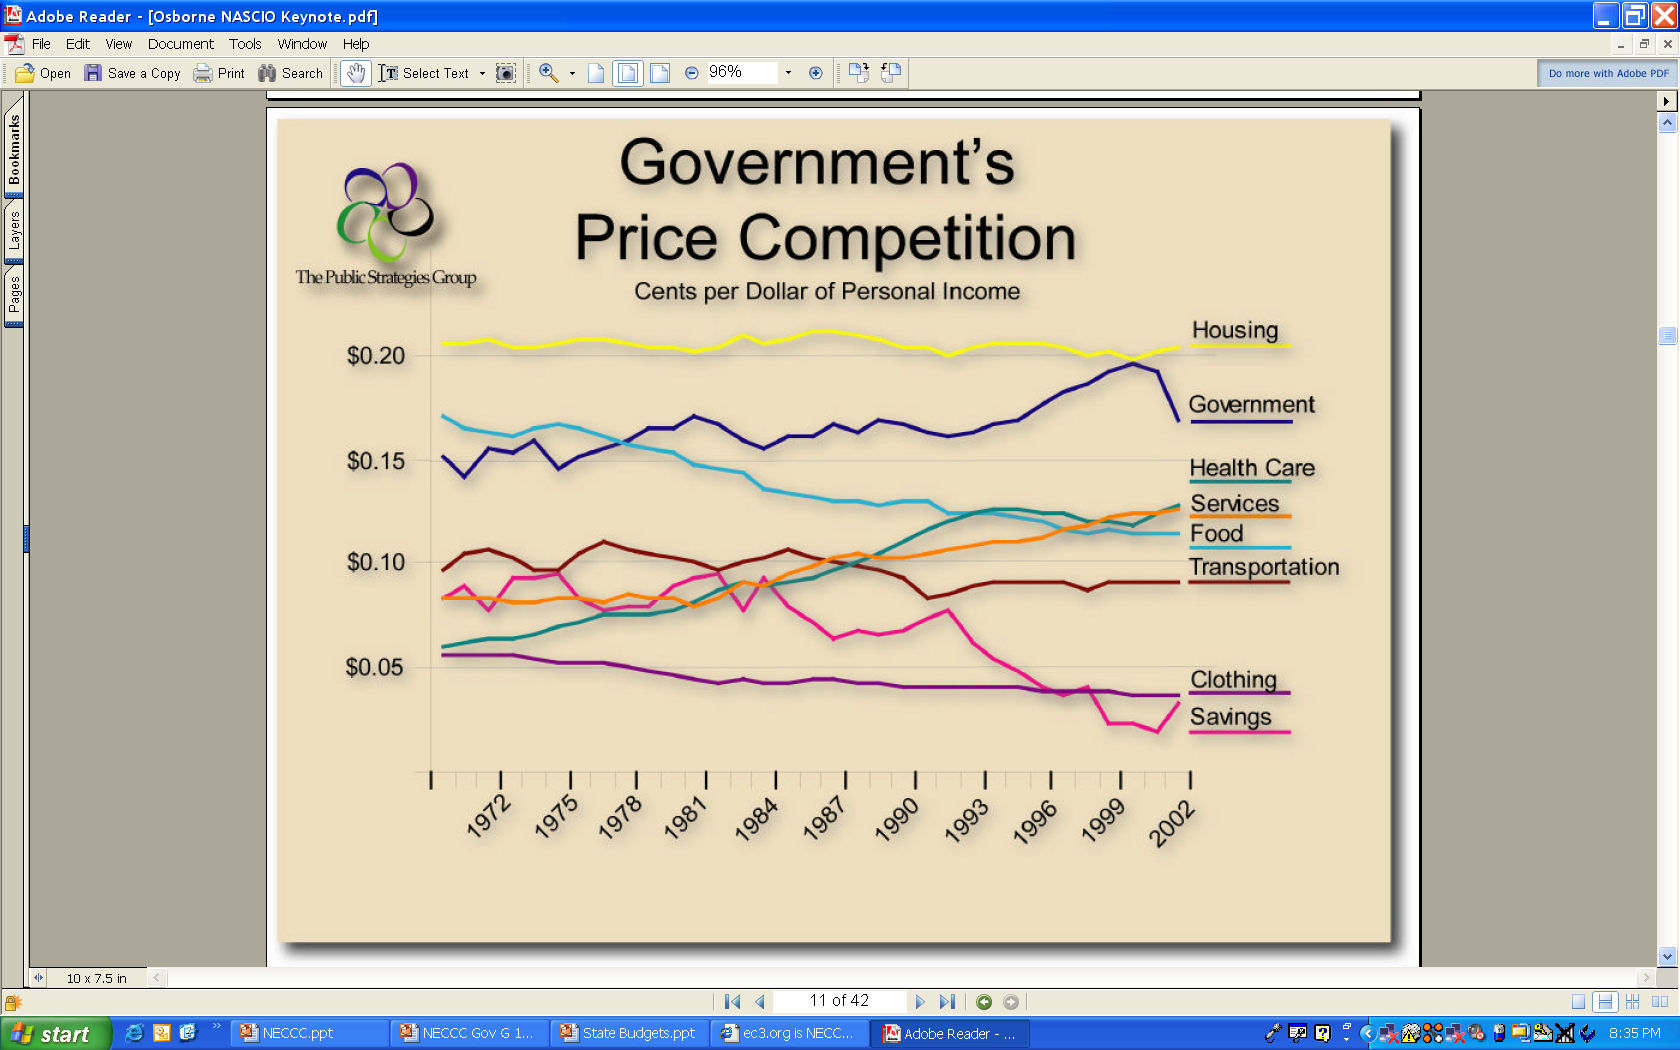 Adobe Reader - [Osborne NASCIO Keynote.pdf]
File Edit View Document Tools Window Help
Open Save a Copy Print Search Select Text 96% Do more with Adobe PDF
Bookmarks
Layers
Pages
The Public Strategies Group
Government's
Price Competition
Cents per Dollar of Personal Income
$0.20
$0.15
$0.10
$0.05
Housing
Government
Health Care
Services
Food
Transportation
Clothing
Savings
1972 1975 1978 1981 1984 1987 1990 1993 1996 1999 2002
10 x 7.5 in
11 of 42
start NECCC.ppt NECCC Gov G 1... State Budgets.ppt ec3.org is NECC... Adobe Reader - ... 8:35 PM